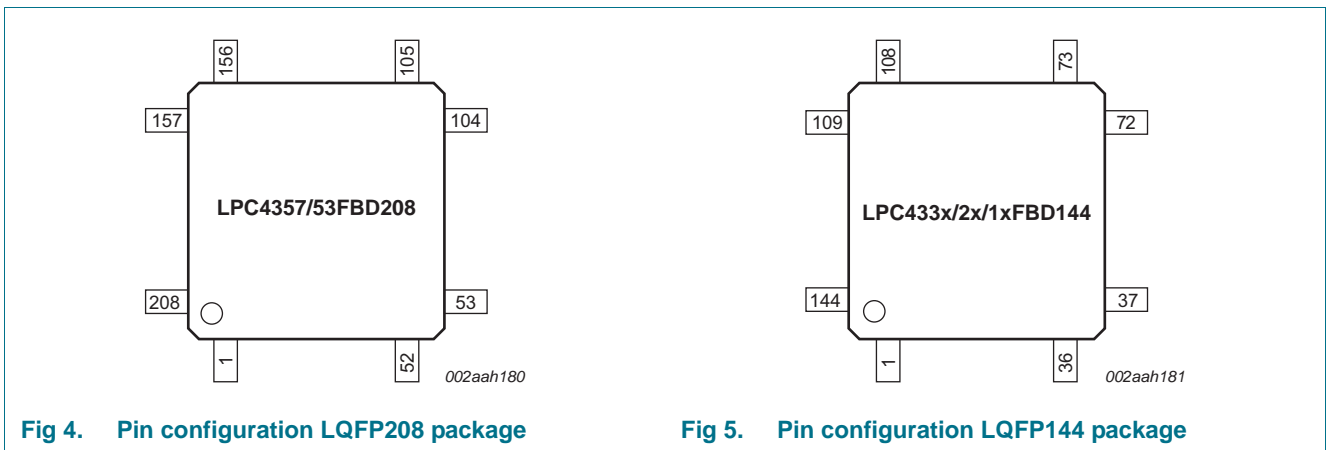 156 105
157 104
LPC4357/53FBD208
208 53
1 52
002aah180
Fig 4. Pin configuration LQFP208 package
108 73
109 72
LPC433x/2x/1xFBD144
144 37
1 36
002aah181
Fig 5. Pin configuration LQFP144 package